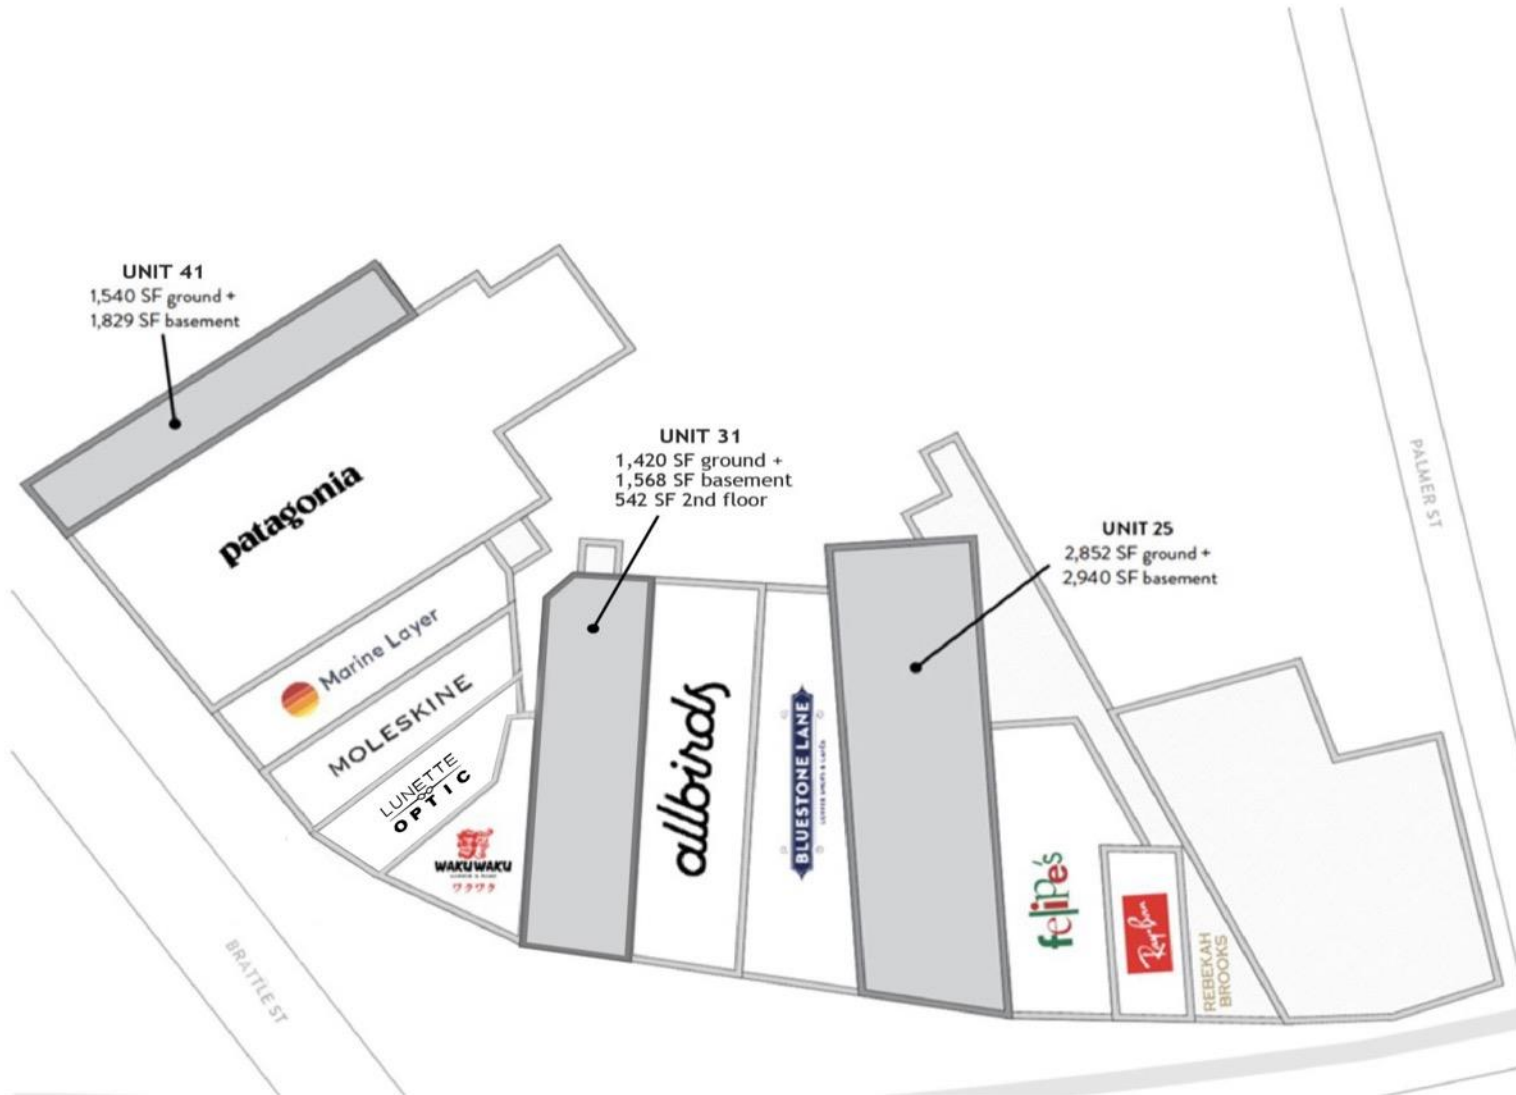 UNIT 41
1,540 SF ground +
1,829 SF basement
UNIT 31
1,420 SF ground +
1,568 SF basement
542 SF 2nd floor
UNIT 25
2,852 SF ground +
2,940 SF basement
PALMER ST
patagonia
Marine Layer
MOLESKINE
LUNETTE
OPTIC
WAKUWAKU
ワクワク
allbirds
BLUESTONE LANE
felipe's
Ray-Ban
REBEKAH
BROOKS
BRATTLE ST